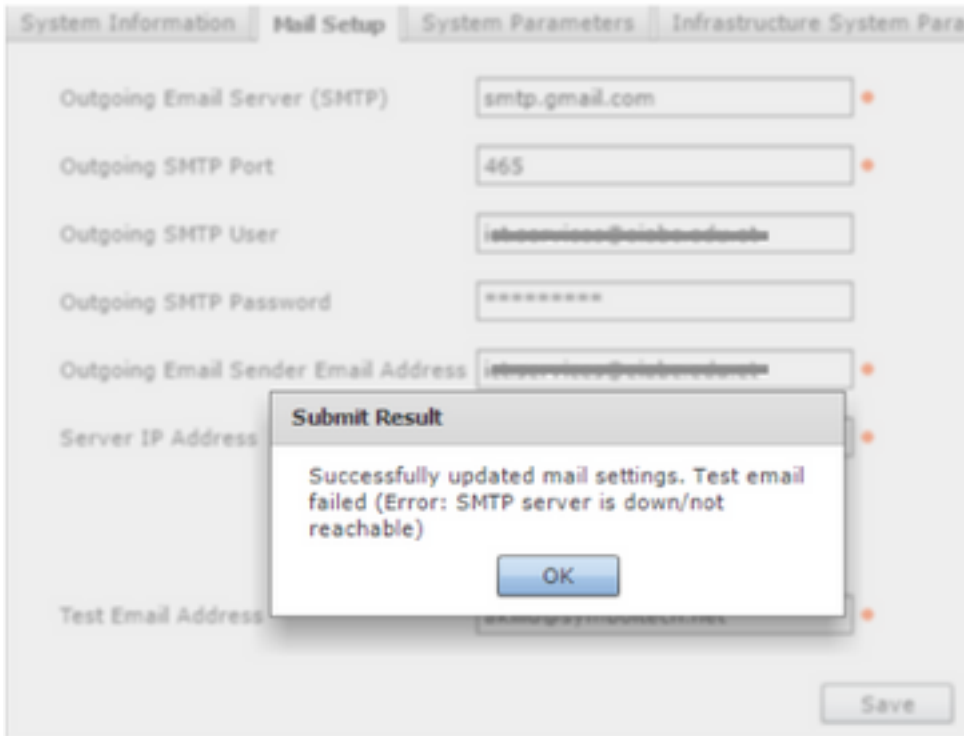 System Information Mail Setup System Parameters Infrastructure System Para
Outgoing Email Server (SMTP) smtp.gmail.com
Outgoing SMTP Port 465
Outgoing SMTP User
Outgoing SMTP Password *********
Outgoing Email Sender Email Address
Server IP Address
Submit Result
Successfully updated mail settings. Test email
failed (Error: SMTP server is down/not
reachable)
OK
Test Email Address
Save